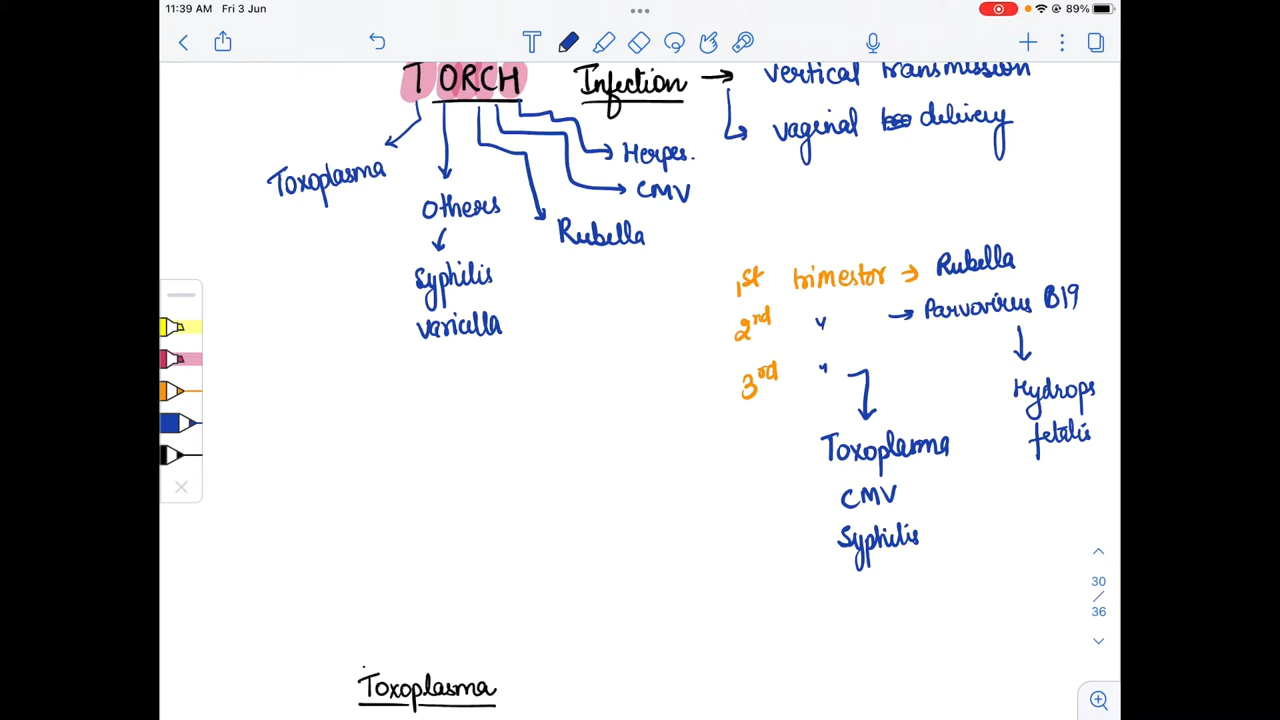 11:39 AM Fri 3 Jun
89%
TORCH Infection → vertical transmission
vaginal delivery
Toxoplasma
Others
Syphilis
varicella
Rubella
CMV
Herpes.
1st trimestor → Rubella
2nd " → Parvovirus B19
Hydrops
fetalis
3rd "
Toxoplasma
CMV
Syphilis
30
36
Toxoplasma